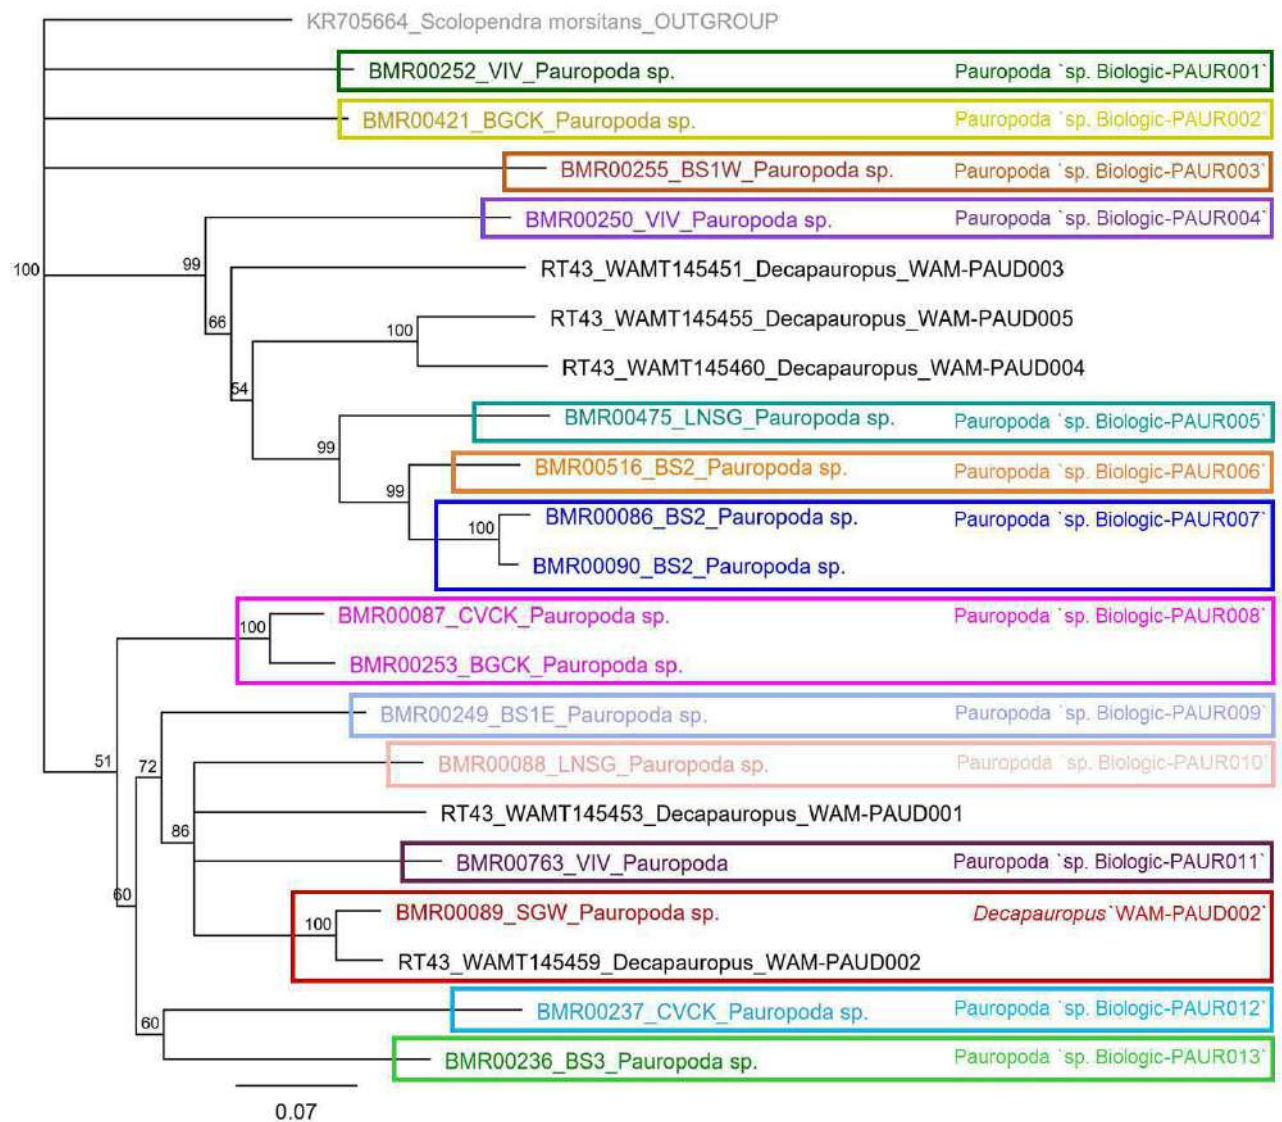 KR705664_Scolopendra morsitans_OUTGROUP
BMR00252_VIV_Pauropoda sp. Pauropoda `sp. Biologic-PAUR001`
BMR00421_BGCK_Pauropoda sp. Pauropoda `sp. Biologic-PAUR002`
BMR00255_BS1W_Pauropoda sp. Pauropoda `sp. Biologic-PAUR003`
BMR00250_VIV_Pauropoda sp. Pauropoda `sp. Biologic-PAUR004`
100
99
RT43_WAMT145451_Decapauropus_WAM-PAUD003
66
RT43_WAMT145455_Decapauropus_WAM-PAUD005
100
RT43_WAMT145460_Decapauropus_WAM-PAUD004
54
BMR00475_LNSG_Pauropoda sp. Pauropoda `sp. Biologic-PAUR005`
99
BMR00516_BS2_Pauropoda sp. Pauropoda `sp. Biologic-PAUR006`
99
BMR00086_BS2_Pauropoda sp. Pauropoda `sp. Biologic-PAUR007`
100
BMR00090_BS2_Pauropoda sp.
BMR00087_CVCK_Pauropoda sp. Pauropoda `sp. Biologic-PAUR008`
100
BMR00253_BGCK_Pauropoda sp.
BMR00249_BS1E_Pauropoda sp. Pauropoda `sp. Biologic-PAUR009`
51
72
BMR00088_LNSG_Pauropoda sp. Pauropoda `sp. Biologic-PAUR010`
RT43_WAMT145453_Decapauropus_WAM-PAUD001
86
BMR00763_VIV_Pauropoda Pauropoda `sp. Biologic-PAUR011`
60
BMR00089_SGW_Pauropoda sp. Decapauropus`WAM-PAUD002`
100
RT43_WAMT145459_Decapauropus_WAM-PAUD002
BMR00237_CVCK_Pauropoda sp. Pauropoda `sp. Biologic-PAUR012`
60
BMR00236_BS3_Pauropoda sp. Pauropoda `sp. Biologic-PAUR013`
0.07